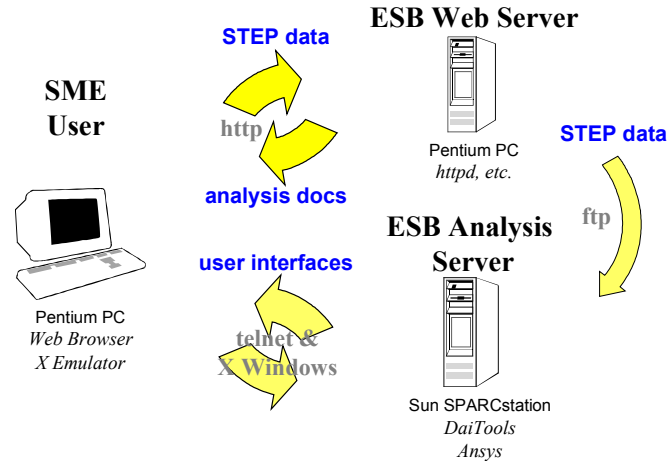 ESB Web Server
STEP data
SME
User
http
Pentium PC
httpd, etc.
STEP data
analysis docs
ftp
ESB Analysis
Server
user interfaces
Pentium PC
Web Browser
X Emulator
telnet &
X Windows
Sun SPARCstation
DaiTools
Ansys